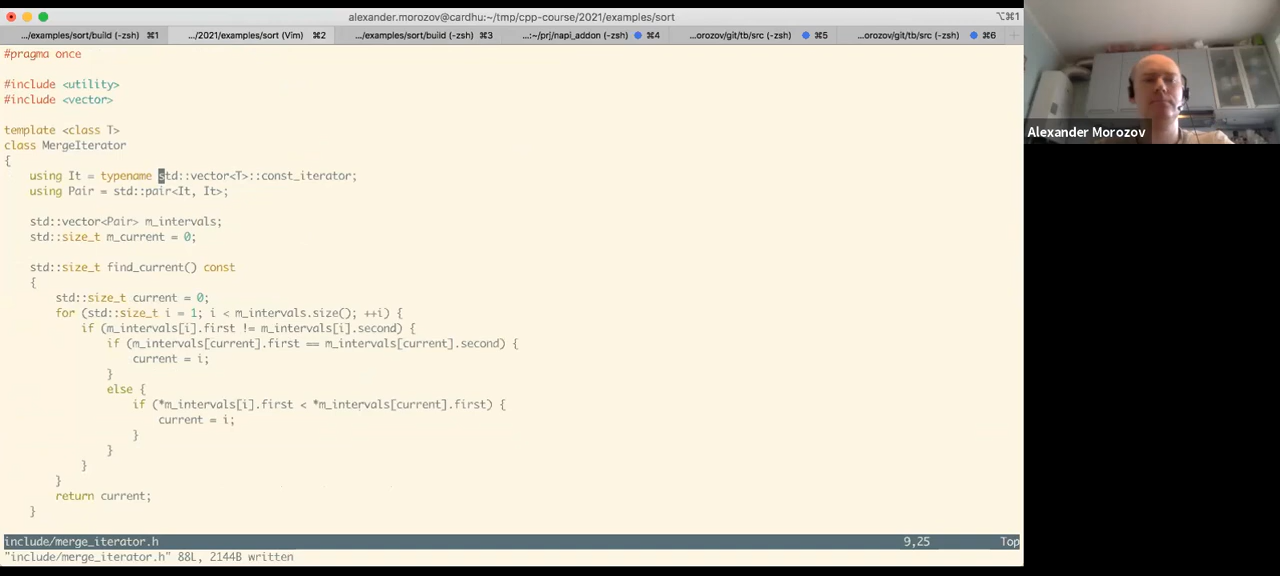 alexander.morozov@cardhu:~/tmp/cpp-course/2021/examples/sort
⌥⌘1
.../examples/sort/build (-zsh) ⌘1
.../2021/examples/sort (Vim) ⌘2
.../examples/sort/build (-zsh) ⌘3
...:~/prj/napi_addon (-zsh) ⌘4
...orozov/git/tb/src (-zsh) ⌘5
...orozov/git/tb/src (-zsh) ⌘6
#pragma once
#include <utility>
#include <vector>
template <class T>
class MergeIterator
{
using It = typename std::vector<T>::const_iterator;
using Pair = std::pair<It, It>;
std::vector<Pair> m_intervals;
std::size_t m_current = 0;
std::size_t find_current() const
{
std::size_t current = 0;
for (std::size_t i = 1; i < m_intervals.size(); ++i) {
if (m_intervals[i].first != m_intervals[i].second) {
if (m_intervals[current].first == m_intervals[current].second) {
current = i;
}
else {
if (*m_intervals[i].first < *m_intervals[current].first) {
current = i;
}
}
}
}
return current;
}
include/merge_iterator.h 9,25 Top
"include/merge_iterator.h" 88L, 2144B written
Alexander Morozov